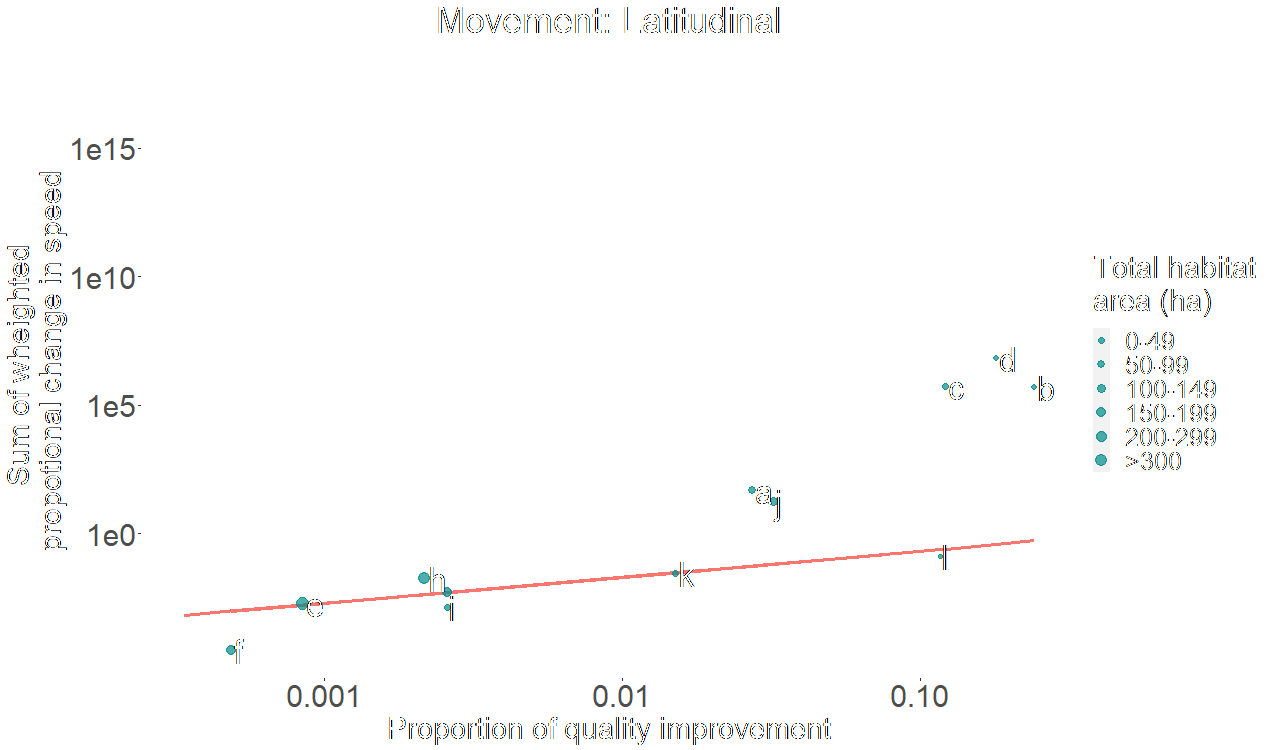 Movement: Latitudinal
Sum of wheighted
propotional change in speed
1e15
1e10
1e5
1e0
d
c
b
a
j
l
k
h
i
e
f
0.001
0.01
0.10
Proportion of quality improvement
Total habitat
area (ha)
0-49
50-99
100-149
150-199
200-299
>300